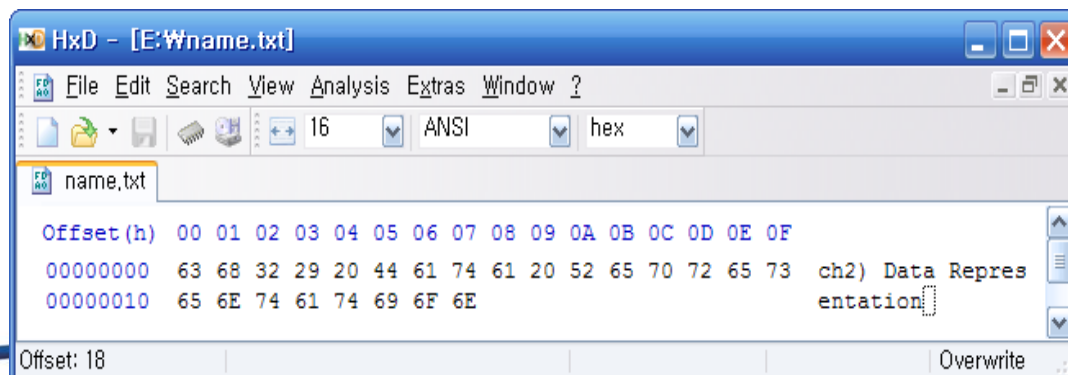 HxD - [E:₩name.txt]
File Edit Search View Analysis Extras Window ?
16 ANSI hex
name.txt
Offset(h) 00 01 02 03 04 05 06 07 08 09 0A 0B 0C 0D 0E 0F
00000000 63 68 32 29 20 44 61 74 61 20 52 65 70 72 65 73 ch2) Data Repres
00000010 65 6E 74 61 74 69 6F 6E entation
Offset: 18 Overwrite